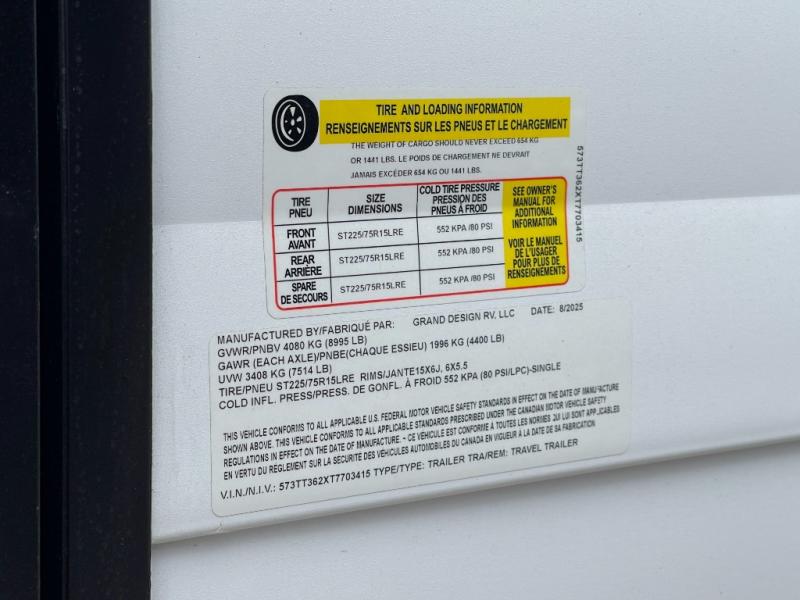 TIRE AND LOADING INFORMATION
RENSEIGNEMENTS SUR LES PNEUS ET LE CHARGEMENT
THE WEIGHT OF CARGO SHOULD NEVER EXCEED 654 KG
OR 1441 LBS. LE POIDS DE CHARGEMENT NE DEVRAIT
JAMAIS EXCÉDER 654 KG OU 1441 LBS.
TIRE PNEU SIZE DIMENSIONS COLD TIRE PRESSURE PRESSION DES PNEUS À FROID
FRONT AVANT ST225/75R15LRE 552 KPA /80 PSI
REAR ARRIÈRE ST225/75R15LRE 552 KPA /80 PSI
SPARE DE SECOURS ST225/75R15LRE 552 KPA /80 PSI
SEE OWNER'S
MANUAL FOR
ADDITIONAL
INFORMATION
VOIR LE MANUEL
DE L'USAGER
POUR PLUS DE
RENSEIGNEMENTS
573TT362XT7703415
MANUFACTURED BY/FABRIQUÉ PAR: GRAND DESIGN RV, LLC DATE: 8/2025
GVWR/PNBV 4080 KG (8995 LB)
GAWR (EACH AXLE)/PNBE(CHAQUE ESSIEU) 1996 KG (4400 LB)
UVW 3408 KG (7514 LB)
TIRE/PNEU ST225/75R15LRE RIMS/JANTE15X6J, 6X5.5
COLD INFL. PRESS/PRESS. DE GONFL. À FROID 552 KPA (80 PSI/LPC)-SINGLE
THIS VEHICLE CONFORMS TO ALL APPLICABLE U.S. FEDERAL MOTOR VEHICLE SAFETY STANDARDS IN EFFECT ON THE DATE OF MANUFACTURE
SHOWN ABOVE. THIS VEHICLE CONFORMS TO ALL APPLICABLE STANDARDS PRESCRIBED UNDER THE CANADIAN MOTOR VEHICLE SAFETY
REGULATIONS IN EFFECT ON THE DATE OF MANUFACTURE. - CE VÉHICULE EST CONFORME À TOUTES LES NORMES QUI LUI SONT APPLICABLES
EN VERTU DU RÈGLEMENT SUR LA SÉCURITÉ DES VÉHICULES AUTOMOBILES DU CANADA EN VIGUEUR À LA DATE DE SA FABRICATION
V.I.N./N.I.V.: 573TT362XT7703415 TYPE/TYPE: TRAILER TRA/REM: TRAVEL TRAILER